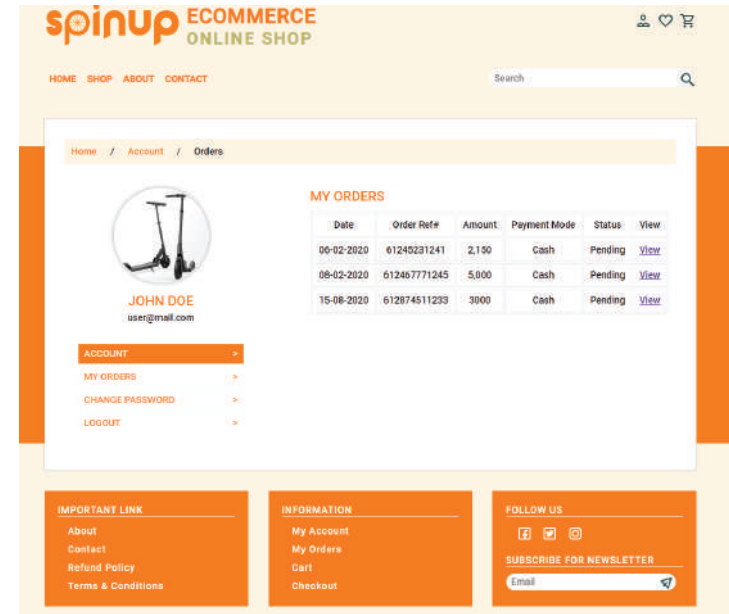 spinup ECOMMERCE
ONLINE SHOP
HOME SHOP ABOUT CONTACT
Search
Home / Account / Orders
JOHN DOE
user@mail.com
ACCOUNT >
MY ORDERS >
CHANGE PASSWORD >
LOGOUT >
MY ORDERS
Date Order Ref# Amount Payment Mode Status View
06-02-2020 61245231241 2,150 Cash Pending View
08-02-2020 612467771245 5,000 Cash Pending View
15-08-2020 612874511233 3000 Cash Pending View
IMPORTANT LINK
About
Contact
Refund Policy
Terms & Conditions
INFORMATION
My Account
My Orders
Cart
Checkout
FOLLOW US
SUBSCRIBE FOR NEWSLETTER
Email